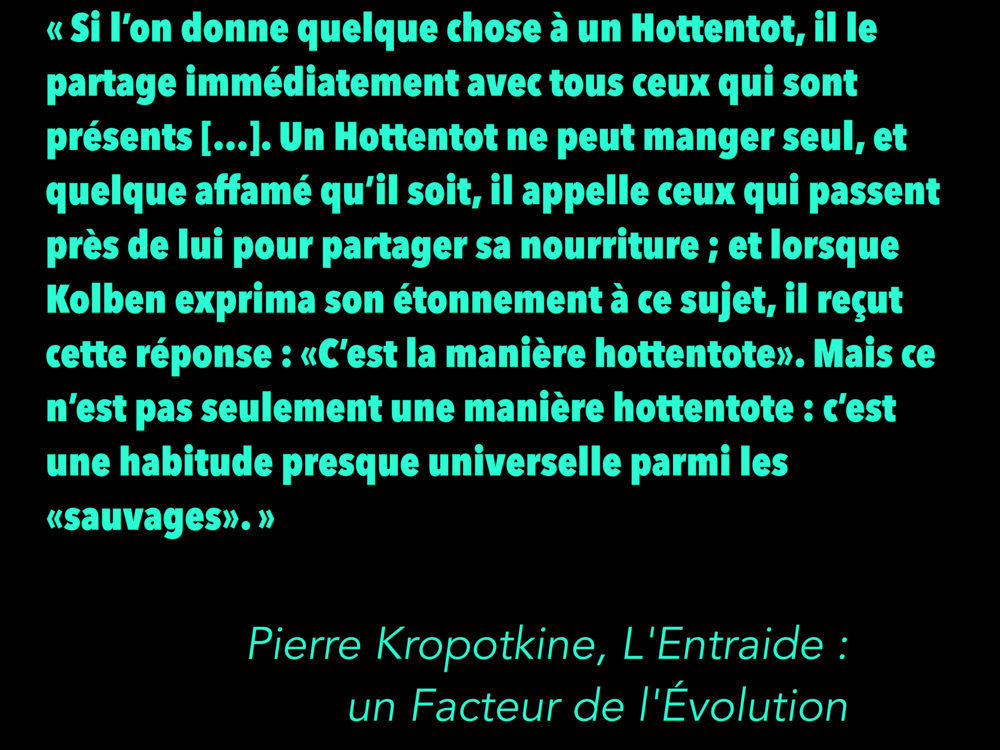 « Si l’on donne quelque chose à un Hottentot, il le
partage immédiatement avec tous ceux qui sont
présents [...]. Un Hottentot ne peut manger seul, et
quelque affamé qu’il soit, il appelle ceux qui passent
près de lui pour partager sa nourriture ; et lorsque
Kolben exprima son étonnement à ce sujet, il reçut
cette réponse : «C’est la manière hottentote». Mais ce
n’est pas seulement une manière hottentote : c’est
une habitude presque universelle parmi les
«sauvages». »
Pierre Kropotkine, L'Entraide :
un Facteur de l'Évolution